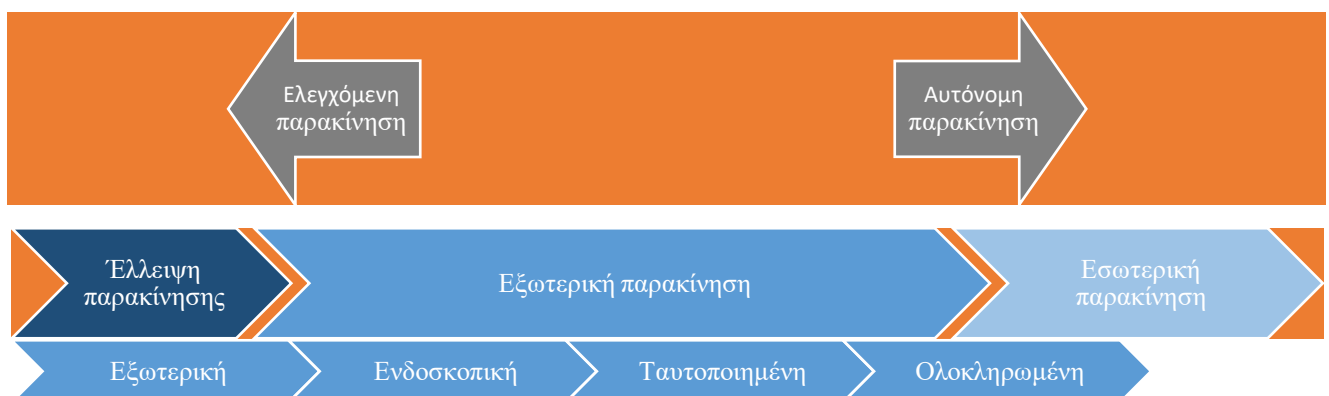 Ελεγχόμενη
παρακίνηση
Αυτόνομη
παρακίνηση
Έλλειψη
παρακίνησης
Εξωτερική παρακίνηση
Εσωτερική
παρακίνηση
Εξωτερική
Ενδοσκοπική
Ταυτοποιημένη
Ολοκληρωμένη